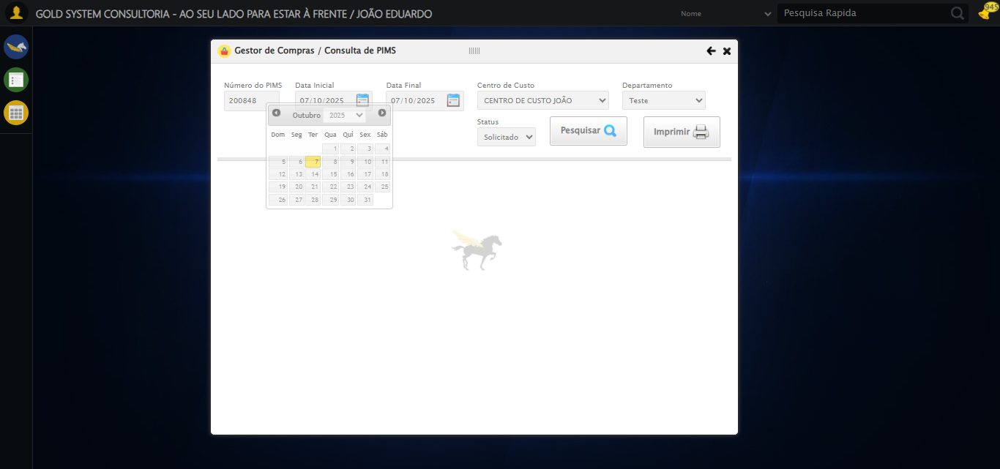 GOLD SYSTEM CONSULTORIA - AO SEU LADO PARA ESTAR À FRENTE / JOÃO EDUARDO
Nome
Pesquisa Rapida
945
Gestor de Compras / Consulta de PIMS
Número do PIMS
Data Inicial
Data Final
Centro de Custo
Departamento
200848
07/10/2025
07/10/2025
CENTRO DE CUSTO JOÃO
Teste
Status
Solicitado
Pesquisar
Imprimir
Outubro 2025
Dom Seg Ter Qua Qui Sex Sáb
1 2 3 4
5 6 7 8 9 10 11
12 13 14 15 16 17 18
19 20 21 22 23 24 25
26 27 28 29 30 31